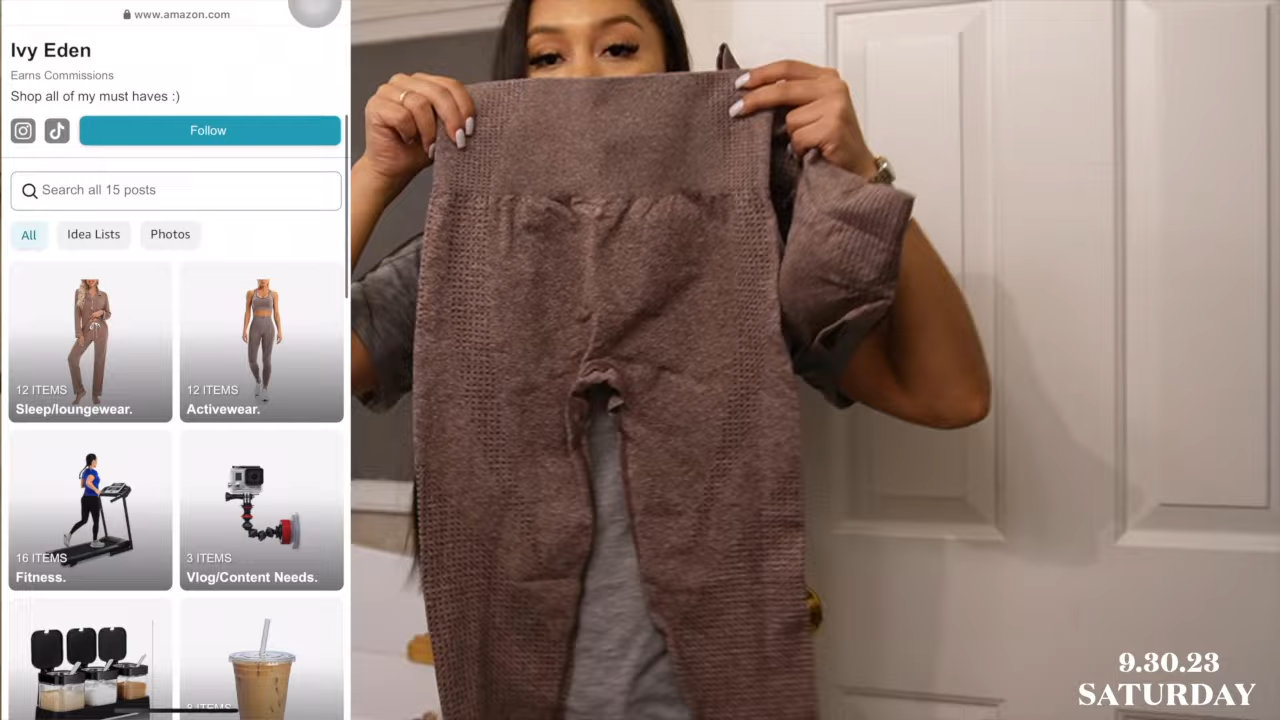 www.amazon.com
Ivy Eden
Earns Commissions
Shop all of my must haves :)
Follow
Search all 15 posts
All
Idea Lists
Photos
12 ITEMS
Sleep/loungewear.
12 ITEMS
Activewear.
16 ITEMS
Fitness.
3 ITEMS
Vlog/Content Needs.
8 ITEMS
9.30.23
SATURDAY